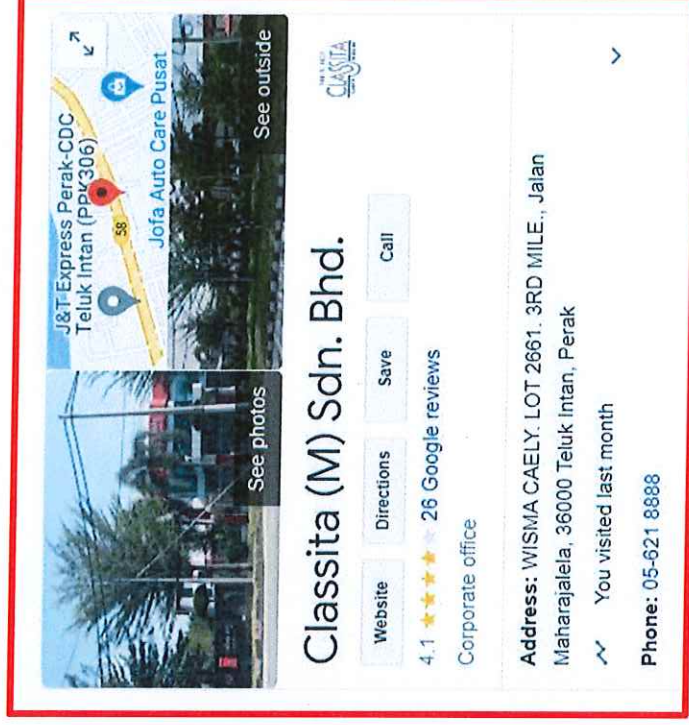 See photos
J&T Express Perak-CDC
Teluk Intan (PPK306)
58
Jofa Auto Care Pusat
See outside
Classita (M) Sdn. Bhd.
CLASSITA
Website
Directions
Save
Call
4.1 ★★★★★ 26 Google reviews
Corporate office
Address: WISMA CAELY. LOT 2661. 3RD MILE., Jalan
Maharajalela, 36000 Teluk Intan, Perak
You visited last month
Phone: 05-621 8888